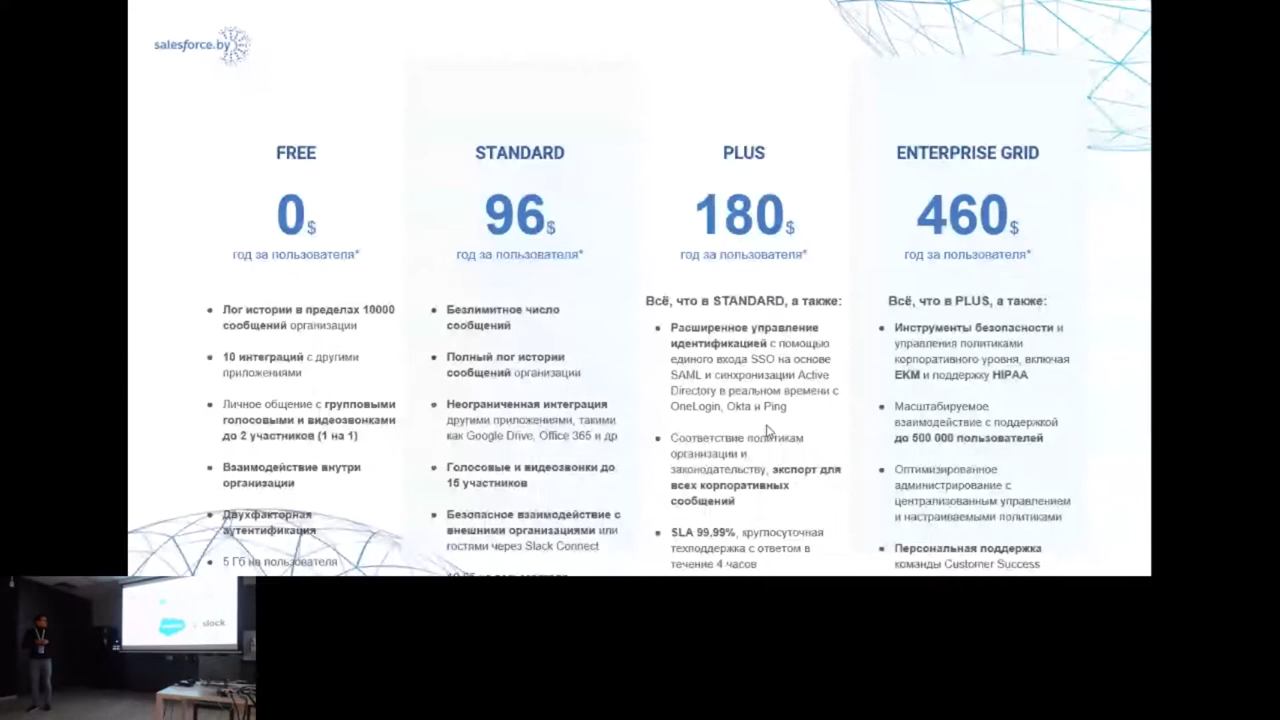 salesforce.by
FREE
0$
год за пользователя*
Лог истории в пределах 10000
сообщений организации
10 интеграций с другими
приложениями
Личное общение с групповыми
голосовыми и видеозвонками
до 2 участников (1 на 1)
Взаимодействие внутри
организации
Двухфакторная
аутентификация
5 Гб на пользователя
STANDARD
96$
год за пользователя*
Безлимитное число
сообщений
Полный лог истории
сообщений организации
Неограниченная интеграция
другими приложениями, такими
как Google Drive, Office 365 и др
Голосовые и видеозвонки до
15 участников
Безопасное взаимодействие с
внешними организациями или
гостями через Slack Connect
PLUS
180$
год за пользователя*
Всё, что в STANDARD, а также:
Расширенное управление
идентификацией с помощью
единого входа SSO на основе
SAML и синхронизации Active
Directory в реальном времени с
OneLogin, Okta и Ping
Соответствие политикам
организации и
законодательству, экспорт для
всех корпоративных
сообщений
SLA 99,99%, круглосуточная
техподдержка с ответом в
течение 4 часов
ENTERPRISE GRID
460$
год за пользователя*
Всё, что в PLUS, а также:
Инструменты безопасности и
управления политиками
корпоративного уровня, включая
EKM и поддержку HIPAA
Масштабируемое
взаимодействие с поддержкой
до 500 000 пользователей
Оптимизированное
администрирование с
централизованным управлением
и настраиваемыми политиками
Персональная поддержка
команды Customer Success
slack